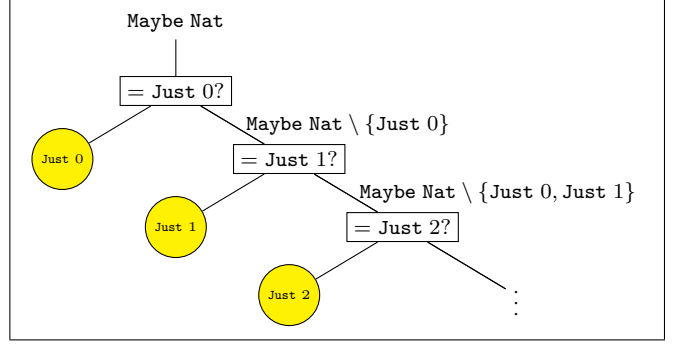 Maybe Nat
= Just 0?
Maybe Nat \ {Just 0}
Just 0
= Just 1?
Maybe Nat \ {Just 0, Just 1}
Just 1
= Just 2?
Just 2
⋮